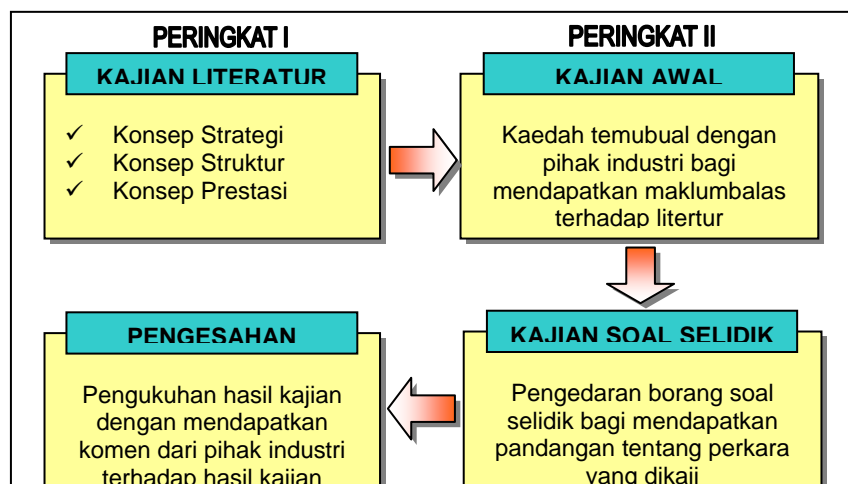 PERINGKAT I
KAJIAN LITERATUR
✓ Konsep Strategi
✓ Konsep Struktur
✓ Konsep Prestasi
PERINGKAT II
KAJIAN AWAL
Kaedah temubual dengan
pihak industri bagi
mendapatkan maklumbalas
terhadap litertur
KAJIAN SOAL SELIDIK
Pengedaran borang soal
selidik bagi mendapatkan
pandangan tentang perkara
yang dikaji
PENGESAHAN
Pengukuhan hasil kajian
dengan mendapatkan
komen dari pihak industri
terhadap hasil kajian